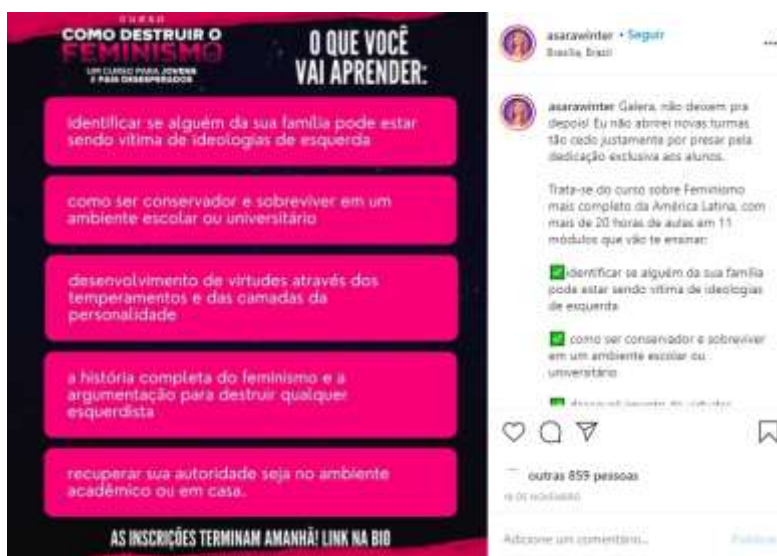 CURSO
COMO DESTRUIR O
FEMINISMO
UM CURSO PARA JOVENS
E PAIS DESESPERADOS
O QUE VOCÊ
VAI APRENDER:
identificar se alguém da sua família pode estar
sendo vítima de ideologias de esquerda
como ser conservador e sobreviver em um
ambiente escolar ou universitário
desenvolvimento de virtudes através dos
temperamentos e das camadas da
personalidade
a história completa do feminismo e a
argumentação para destruir qualquer
esquerdista
recuperar sua autoridade seja no ambiente
acadêmico ou em casa.
AS INSCRIÇÕES TERMINAM AMANHÃ! LINK NA BIO
asarawinter • Seguir
Brasília, Brazil
asarawinter Galera, não deixem pra
depois! Eu não abrirei novas turmas
tão cedo justamente por presar pela
dedicação exclusiva aos alunos.
Trata-se do curso sobre Feminismo
mais completo da América Latina, com
mais de 20 horas de aulas em 11
módulos que vão te ensinar:
✅identificar se alguém da sua família
pode estar sendo vítima de ideologias
de esquerda
✅ como ser conservador e sobreviver
em um ambiente escolar ou
universitário
✅ desenvolvimento de virtudes
outras 859 pessoas
DE NOVEMBRO
Adicione um comentário...
Publicar